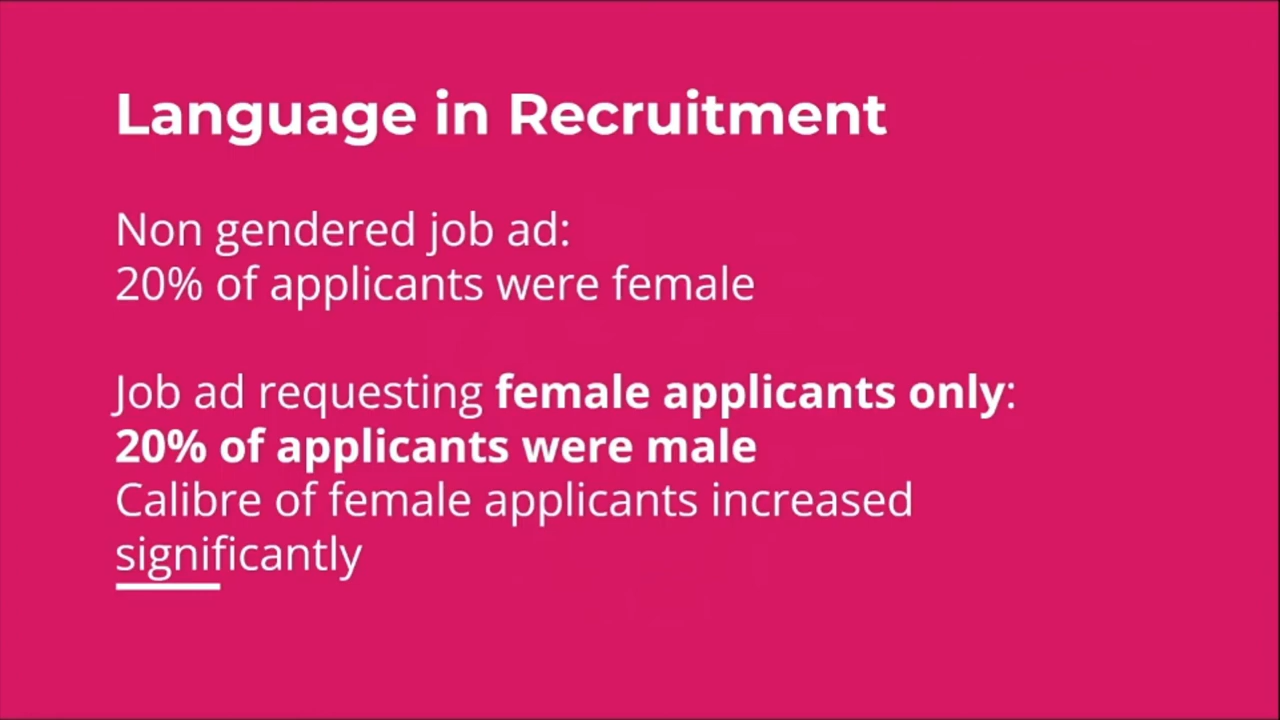 Language in Recruitment
Non gendered job ad:
20% of applicants were female
Job ad requesting female applicants only:
20% of applicants were male
Calibre of female applicants increased
significantly